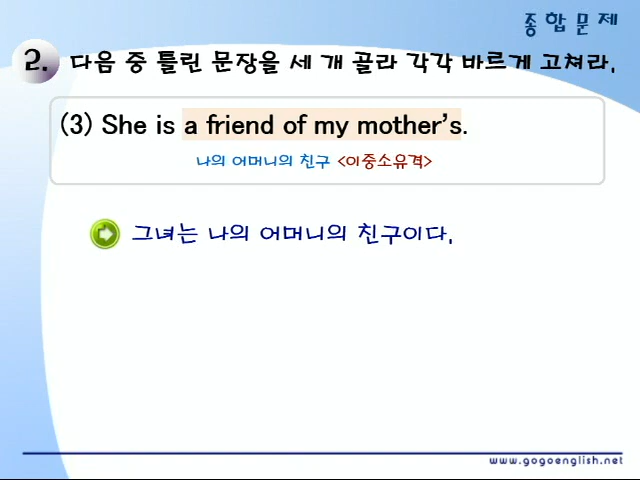 종합문제
2. 다음 중 틀린 문장을 세 개 골라 각각 바르게 고쳐라.
(3) She is a friend of my mother's.
나의 어머니의 친구 <이중소유격>
그녀는 나의 어머니의 친구이다.
www.gogoenglish.net